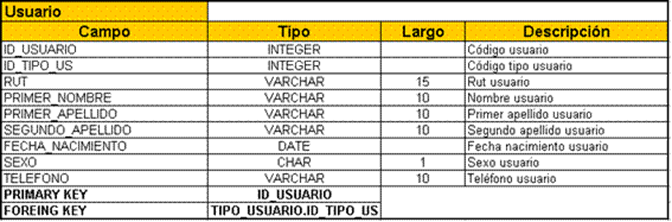 Usuario
Campo Tipo Largo Descripción
ID_USUARIO INTEGER Código usuario
ID_TIPO_US INTEGER Código tipo usuario
RUT VARCHAR 15 Rut usuario
PRIMER_NOMBRE VARCHAR 10 Nombre usuario
PRIMER_APELLIDO VARCHAR 10 Primer apellido usuario
SEGUNDO_APELLIDO VARCHAR 10 Segundo apellido usuario
FECHA_NACIMIENTO DATE Fecha nacimiento usuario
SEXO CHAR 1 Sexo usuario
TELEFONO VARCHAR 10 Teléfono usuario
PRIMARY KEY ID_USUARIO
FOREING KEY TIPO_USUARIO.ID_TIPO_US